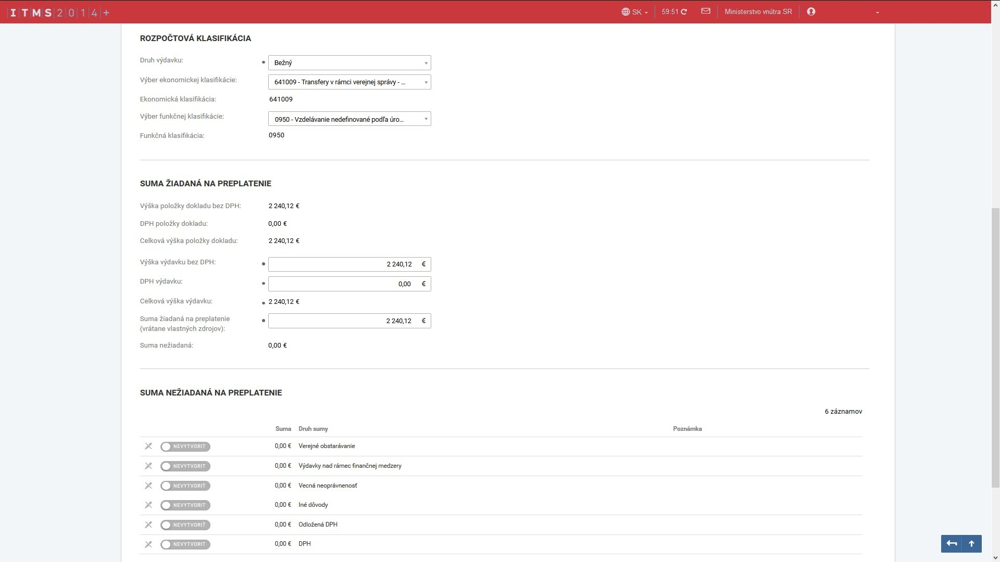 ITMS2014+
SK
59:51
Ministerstvo vnútra SR
ROZPOČTOVÁ KLASIFIKÁCIA
Druh výdavku:
Bežný
Výber ekonomickej klasifikácie:
641009 - Transfery v rámci verejnej správy - ...
Ekonomická klasifikácia:
641009
Výber funkčnej klasifikácie:
0950 - Vzdelávanie nedefinované podľa úro...
Funkčná klasifikácia:
0950
SUMA ŽIADANÁ NA PREPLATENIE
Výška položky dokladu bez DPH:
2 240,12 €
DPH položky dokladu:
0,00 €
Celková výška položky dokladu:
2 240,12 €
Výška výdavku bez DPH:
2 240,12 €
DPH výdavku:
0,00 €
Celková výška výdavku:
2 240,12 €
Suma žiadaná na preplatenie
(vrátane vlastných zdrojov):
2 240,12 €
Suma nežiadaná:
0,00 €
SUMA NEŽIADANÁ NA PREPLATENIE
6 záznamov
Suma Druh sumy Poznámka
NEVYTVORIŤ 0,00 € Verejné obstarávanie
NEVYTVORIŤ 0,00 € Výdavky nad rámec finančnej medzery
NEVYTVORIŤ 0,00 € Vecná neoprávnenosť
NEVYTVORIŤ 0,00 € Iné dôvody
NEVYTVORIŤ 0,00 € Odložená DPH
NEVYTVORIŤ 0,00 € DPH